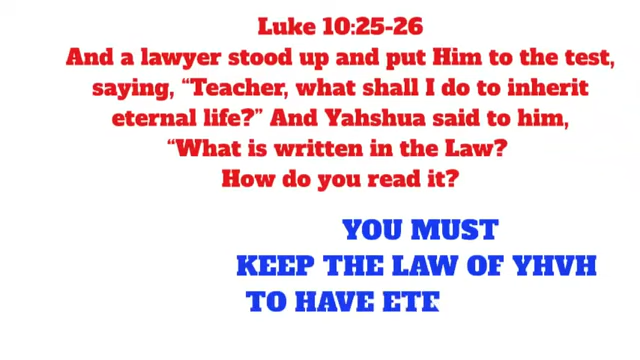 Luke 10:25-26
And a lawyer stood up and put Him to the test,
saying, “Teacher, what shall I do to inherit
eternal life?” And Yahshua said to him,
“What is written in the Law?
How do you read it?
YOU MUST
KEEP THE LAW OF YHVH
TO HAVE ETE